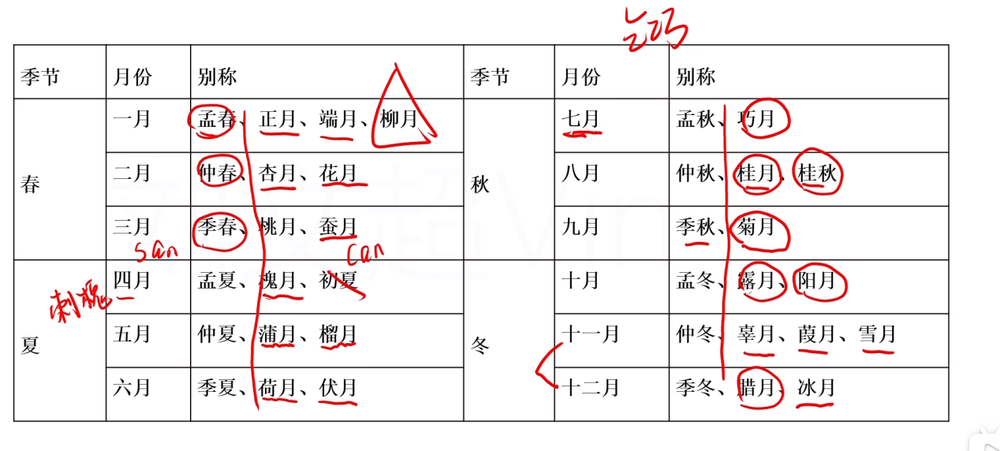 乞巧
季节 月份 别称 季节 月份 别称
春 一月 孟春、正月、端月、柳月 秋 七月 孟秋、巧月
二月 仲春、杏月、花月 八月 仲秋、桂月、桂秋
三月 季春、桃月、蚕月 九月 季秋、菊月
san can
夏 四月 孟夏、槐月、初夏 冬 十月 孟冬、露月、阳月
刺槐
五月 仲夏、蒲月、榴月 十一月 仲冬、辜月、葭月、雪月
六月 季夏、荷月、伏月 十二月 季冬、腊月、冰月